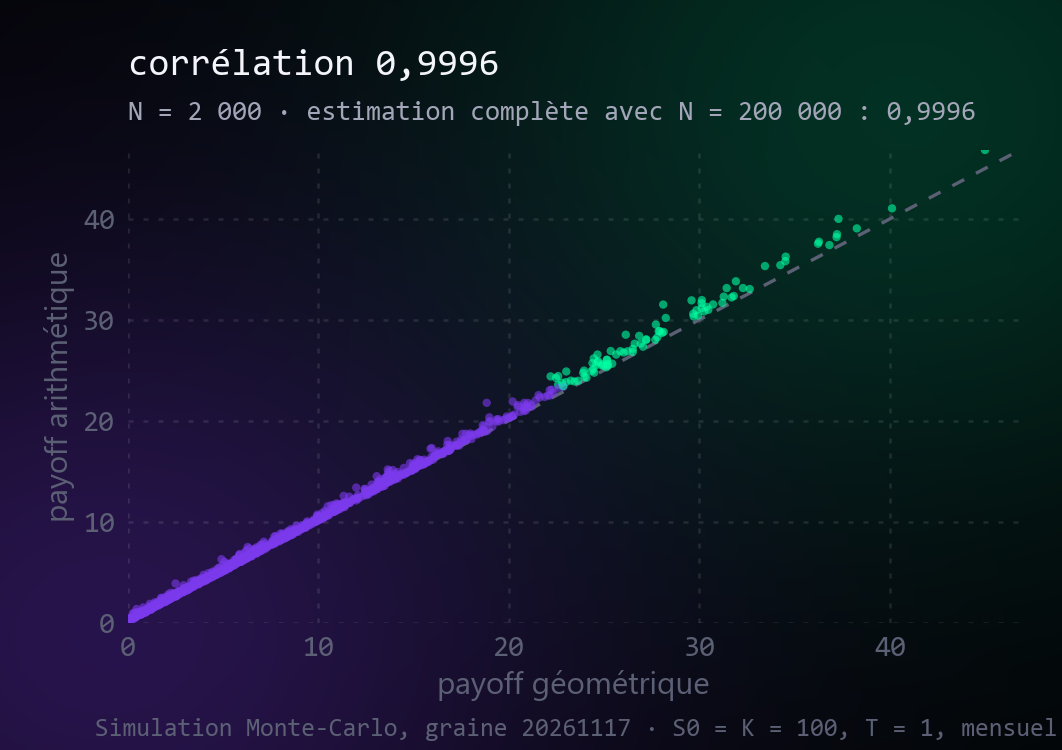 corrélation 0,9996
N = 2 000 · estimation complète avec N = 200 000 : 0,9996
payoff arithmétique
40
30
20
10
0
0 10 20 30 40
payoff géométrique
Simulation Monte-Carlo, graine 20261117 · S0 = K = 100, T = 1, mensuel